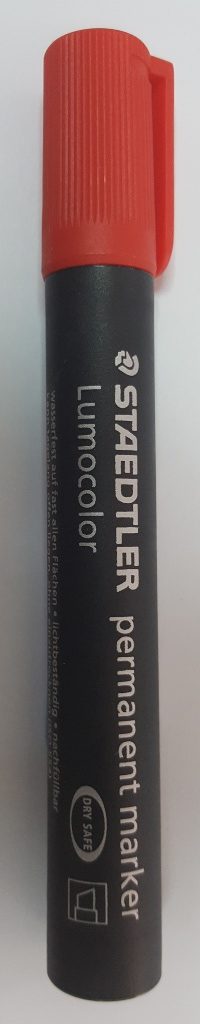 STAEDTLER permanent marker
Lumocolor
DRY SAFE
wasserfest auf fast allen Flächen • lichtbeständig • nachfüllbar